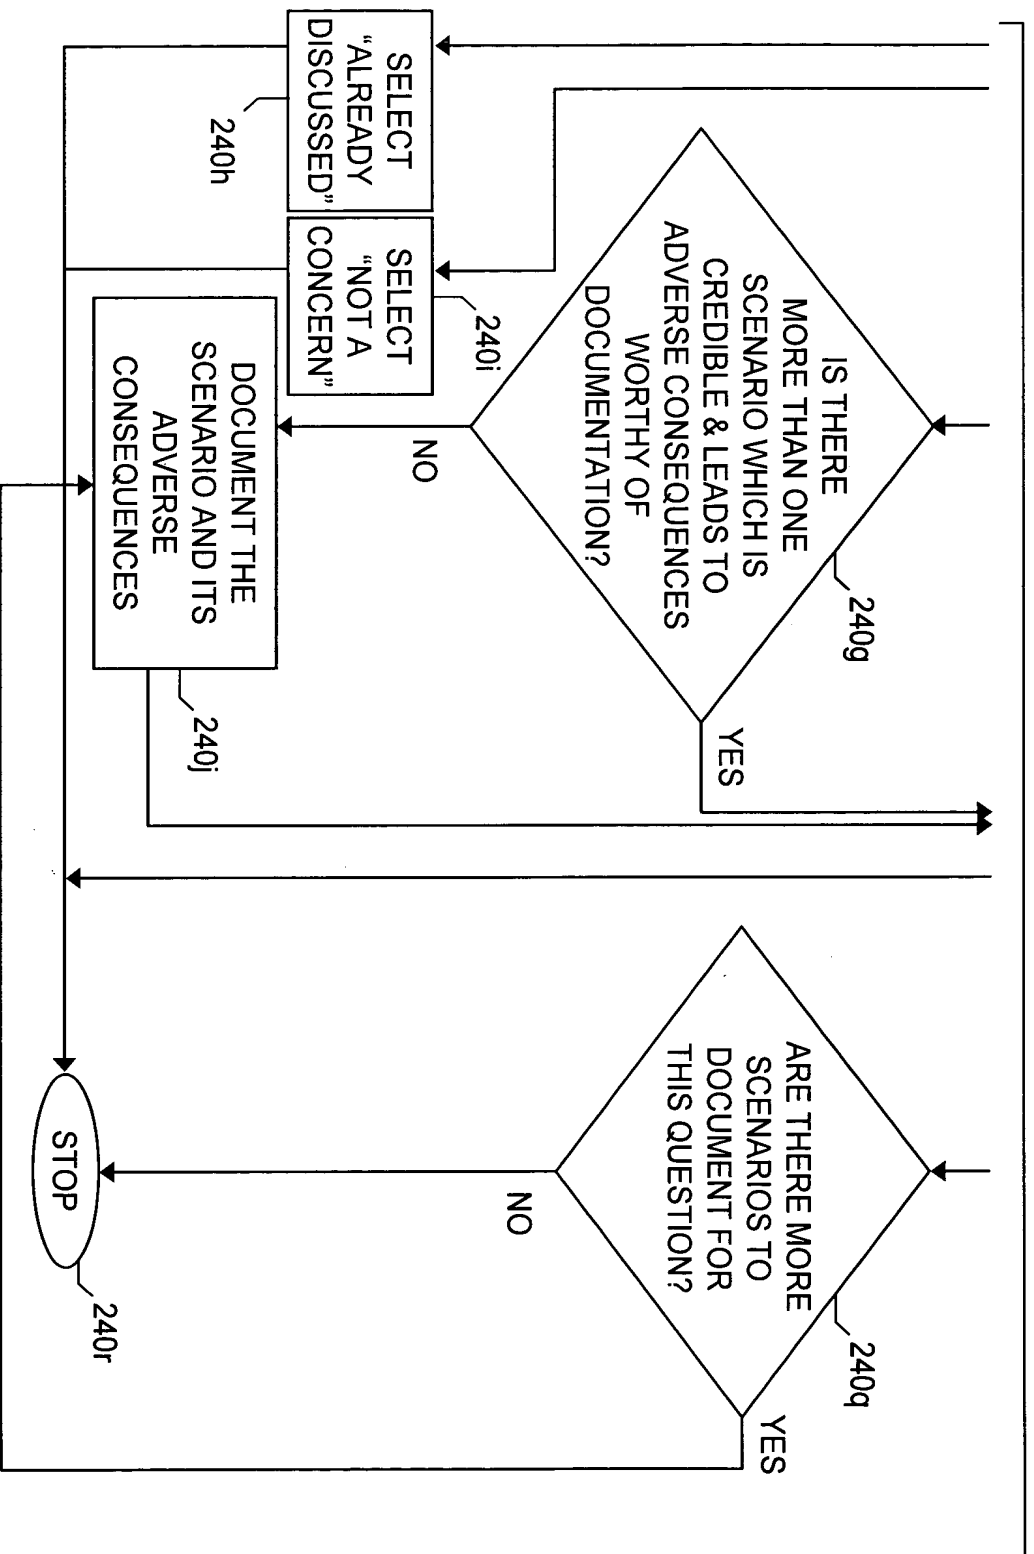 SELECT
“ALREADY
DISCUSSED”
240h
SELECT
“NOT A
CONCERN”
240i
IS THERE
MORE THAN ONE
SCENARIO WHICH IS
CREDIBLE & LEADS TO
ADVERSE CONSEQUENCES
WORTHY OF
DOCUMENTATION?
240g
YES
NO
DOCUMENT THE
SCENARIO AND ITS
ADVERSE
CONSEQUENCES
240j
ARE THERE MORE
SCENARIOS TO
DOCUMENT FOR
THIS QUESTION?
240q
YES
NO
STOP
240r